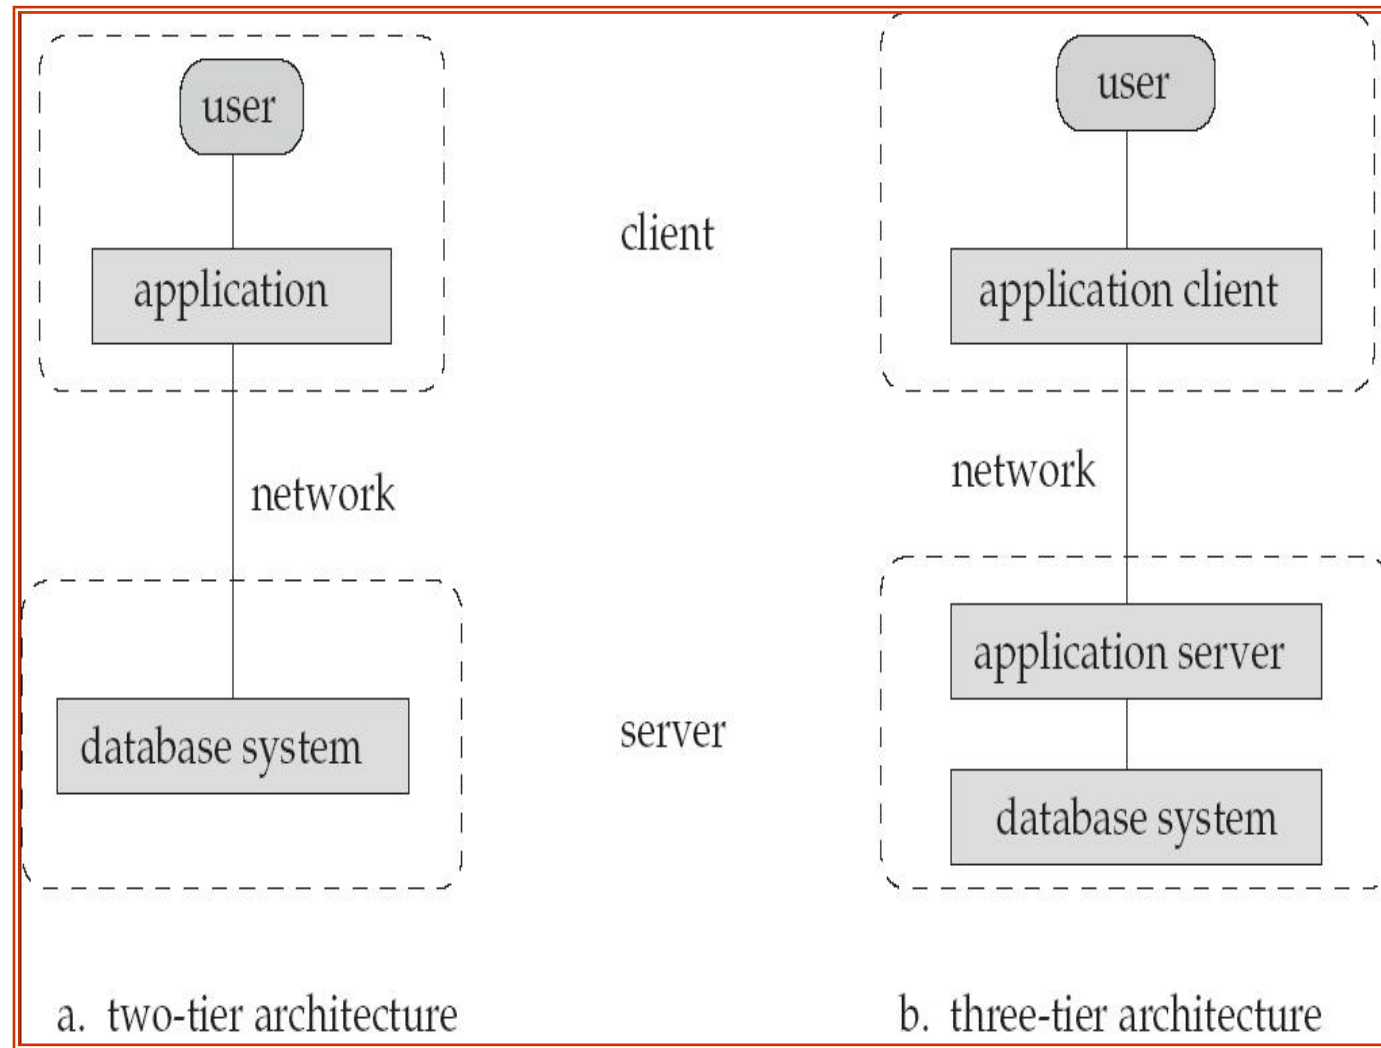 user
application
network
database system
a. two-tier architecture
client
server
user
application client
network
application server
database system
b. three-tier architecture